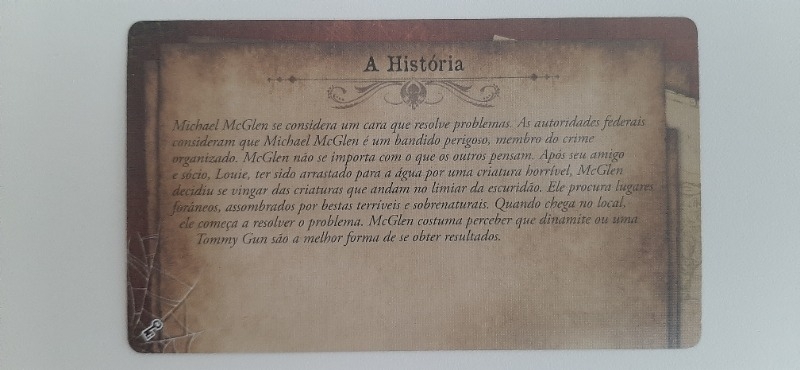 A História
Michael McGlen se considera um cara que resolve problemas. As autoridades federais
consideram que Michael McGlen é um bandido perigoso, membro do crime
organizado. McGlen não se importa com o que os outros pensam. Após seu amigo
e sócio, Louie, ter sido arrastado para a água por uma criatura horrível, McGlen
decidiu se vingar das criaturas que andam no limiar da escuridão. Ele procura lugares
forâneos, assombrados por bestas terríveis e sobrenaturais. Quando chega no local,
ele começa a resolver o problema. McGlen costuma perceber que dinamite ou uma
Tommy Gun são a melhor forma de se obter resultados.